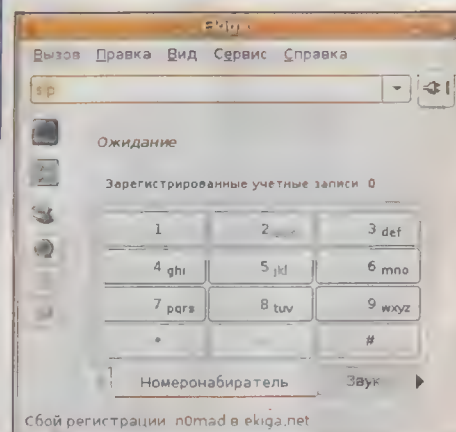 Ekiga
Вызов Правка Вид Сервис Справка
sip
Ожидание
Зарегистрированные учетные записи 0
1 2 3 def
4 ghi 5 jkl 6 mno
7 pqrs 8 tuv 9 wxyz
* #
Номеронабиратель Звук
Сбой регистрации n0mad в ekiga.net